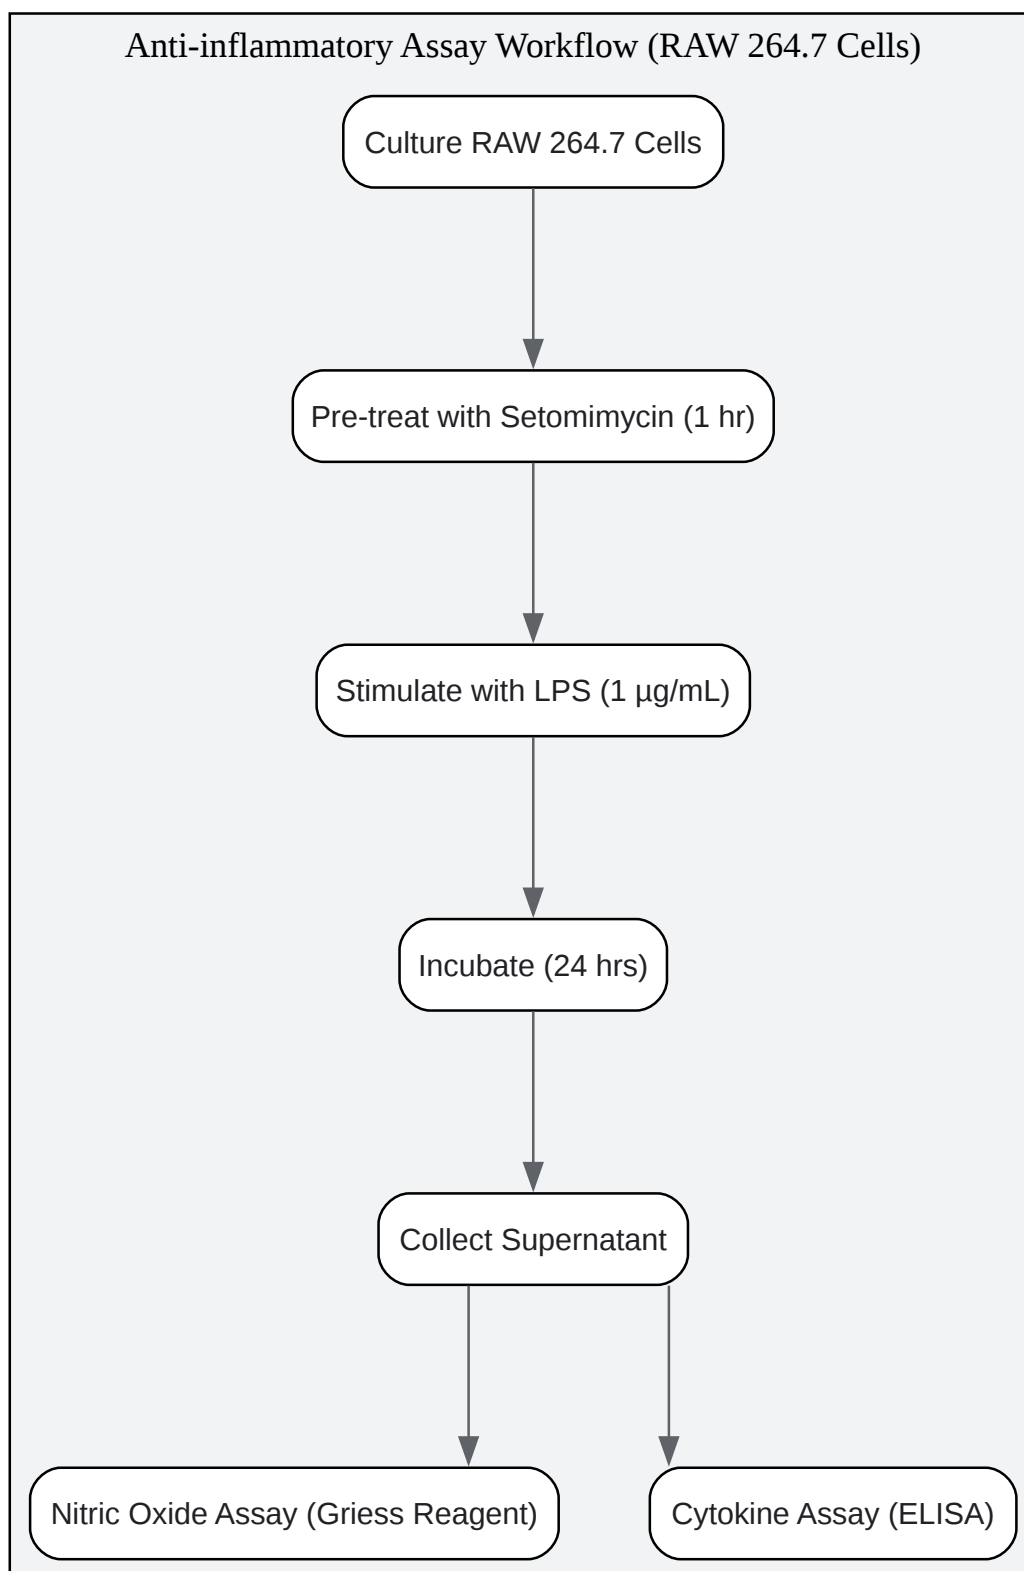 Anti-inflammatory Assay Workflow (RAW 264.7 Cells)
Culture RAW 264.7 Cells
Pre-treat with Setomimycin (1 hr)
Stimulate with LPS (1 µg/mL)
Incubate (24 hrs)
Collect Supernatant
Nitric Oxide Assay (Griess Reagent)
Cytokine Assay (ELISA)